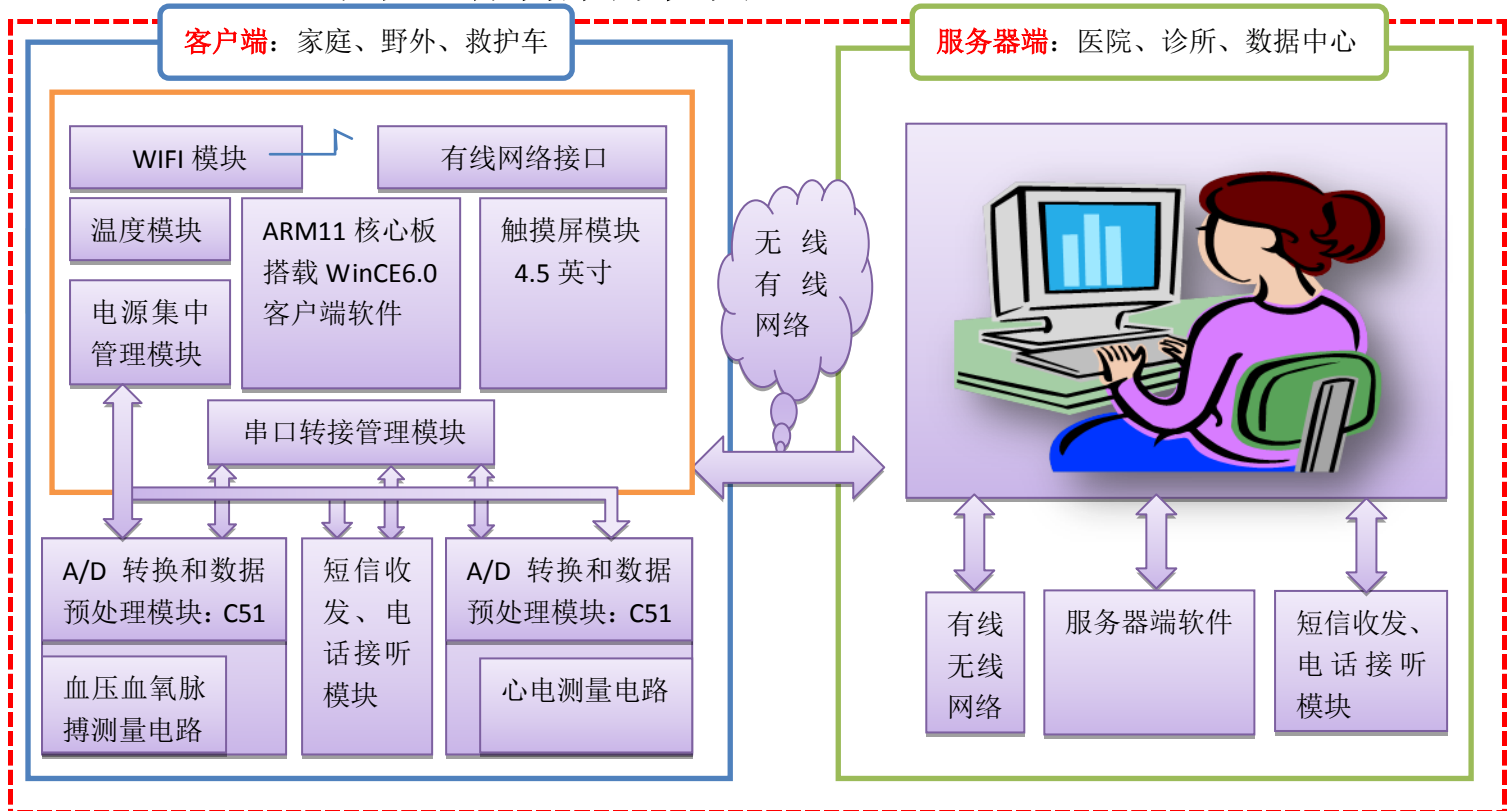 客户端：家庭、野外、救护车
服务器端：医院、诊所、数据中心
WIFI 模块
有线网络接口
温度模块
ARM11 核心板
搭载 WinCE6.0
客户端软件
触摸屏模块
4.5 英寸
电源集中
管理模块
串口转接管理模块
无 线
有 线
网络
A/D 转换和数据
预处理模块：C51
血压血氧脉
搏测量电路
短信收
发、电
话接听
模块
A/D 转换和数据
预处理模块：C51
心电测量电路
有线
无线
网络
服务器端软件
短信收发、
电话接听
模块